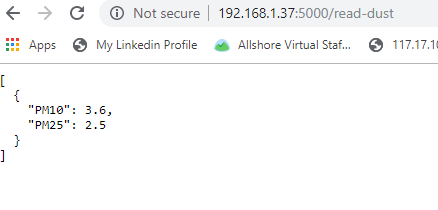 Not secure | 192.168.1.37:5000/read-dust
Apps My Linkedin Profile Allshore Virtual Staf... 117.17.10
[
{
"PM10": 3.6,
"PM25": 2.5
}
]